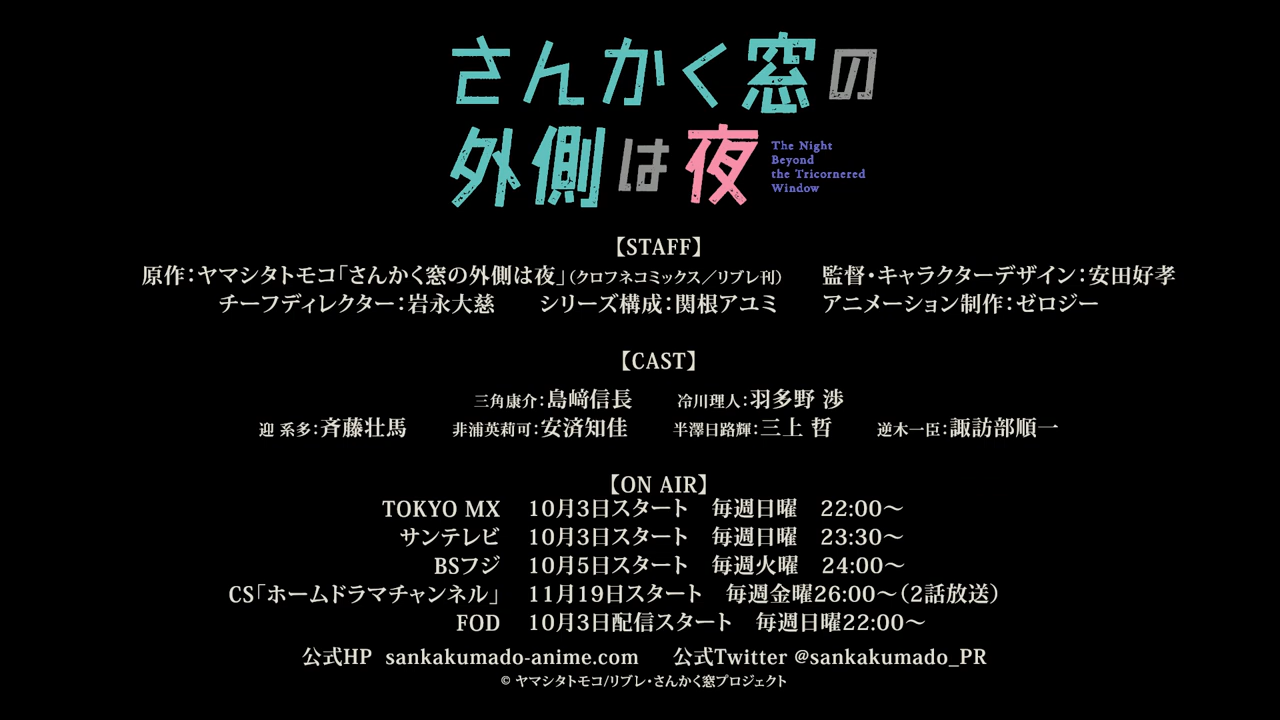 さんかく窓の
外側は夜
The Night
Beyond
the Tricornered
Window
【STAFF】
原作：ヤマシタトモコ「さんかく窓の外側は夜」（クロフネコミックス／リブレ刊） 監督・キャラクターデザイン：安田好孝
チーフディレクター：岩永大慈 シリーズ構成：関根アユミ アニメーション制作：ゼロジー
【CAST】
三角康介：島﨑信長 冷川理人：羽多野 渉
迎 系多：斉藤壮馬 非浦英莉可：安済知佳 半澤日路輝：三上 哲 逆木一臣：諏訪部順一
【ON AIR】
TOKYO MX 10月3日スタート 毎週日曜 22:00～
サンテレビ 10月3日スタート 毎週日曜 23:30～
BSフジ 10月5日スタート 毎週火曜 24:00～
CS「ホームドラマチャンネル」 11月19日スタート 毎週金曜26:00～（2話放送）
FOD 10月3日配信スタート 毎週日曜22:00～
公式HP sankakumado-anime.com 公式Twitter @sankakumado_PR
© ヤマシタトモコ/リブレ・さんかく窓プロジェクト